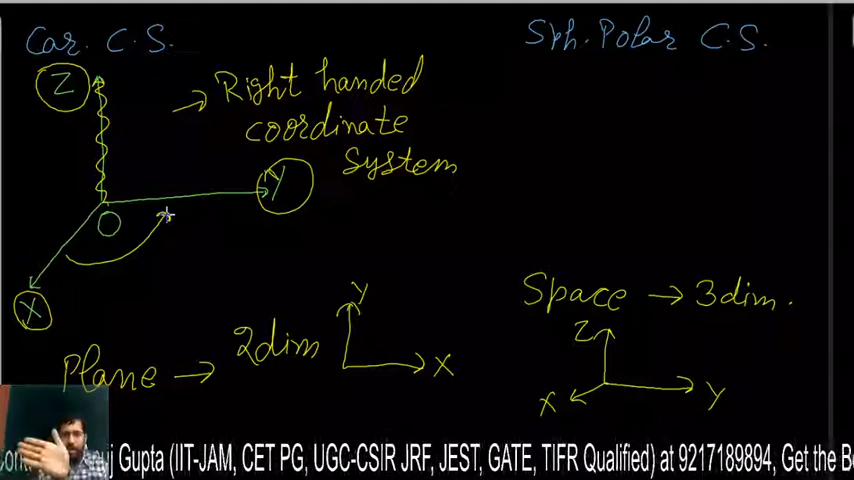 Car. C.S.
Sph. Polar C.S.
Z
→ Right handed
coordinate
system
Y
O
X
Plane → 2dim
Y
X
Space → 3dim.
Z
X
Y
j Gupta (IIT-JAM, CET PG, UGC-CSIR JRF, JEST, GATE, TIFR Qualified) at 9217189894, Get the B